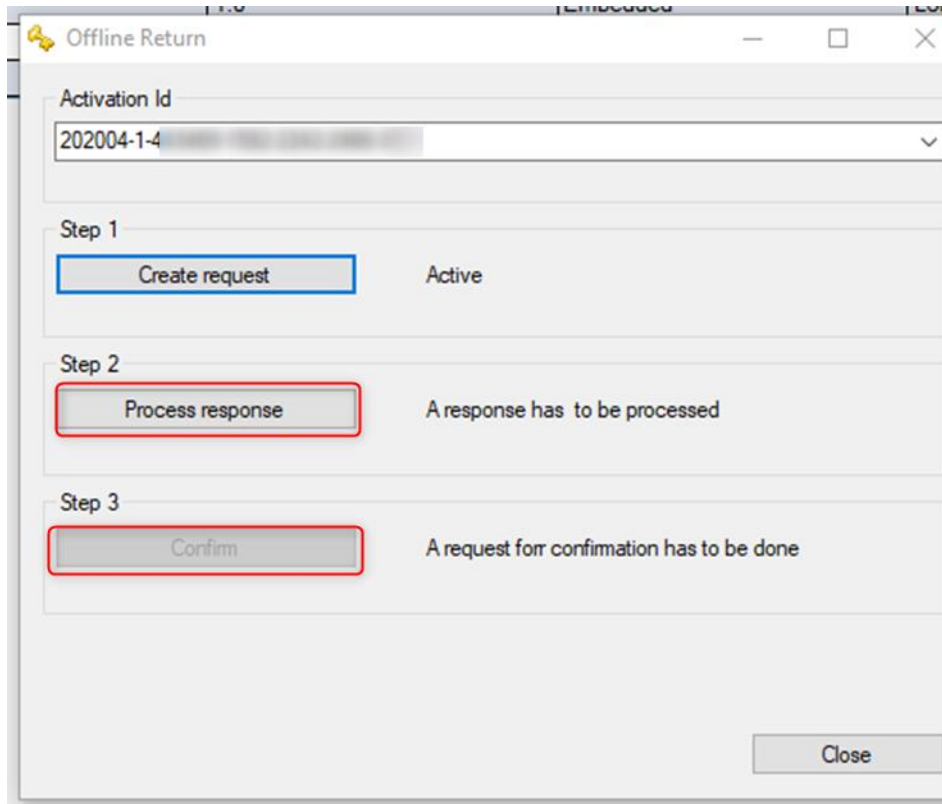 Offline Return
Activation Id
202004-1-4
Step 1
Create request Active
Step 2
Process response A response has to be processed
Step 3
Confirm A request forr confirmation has to be done
Close